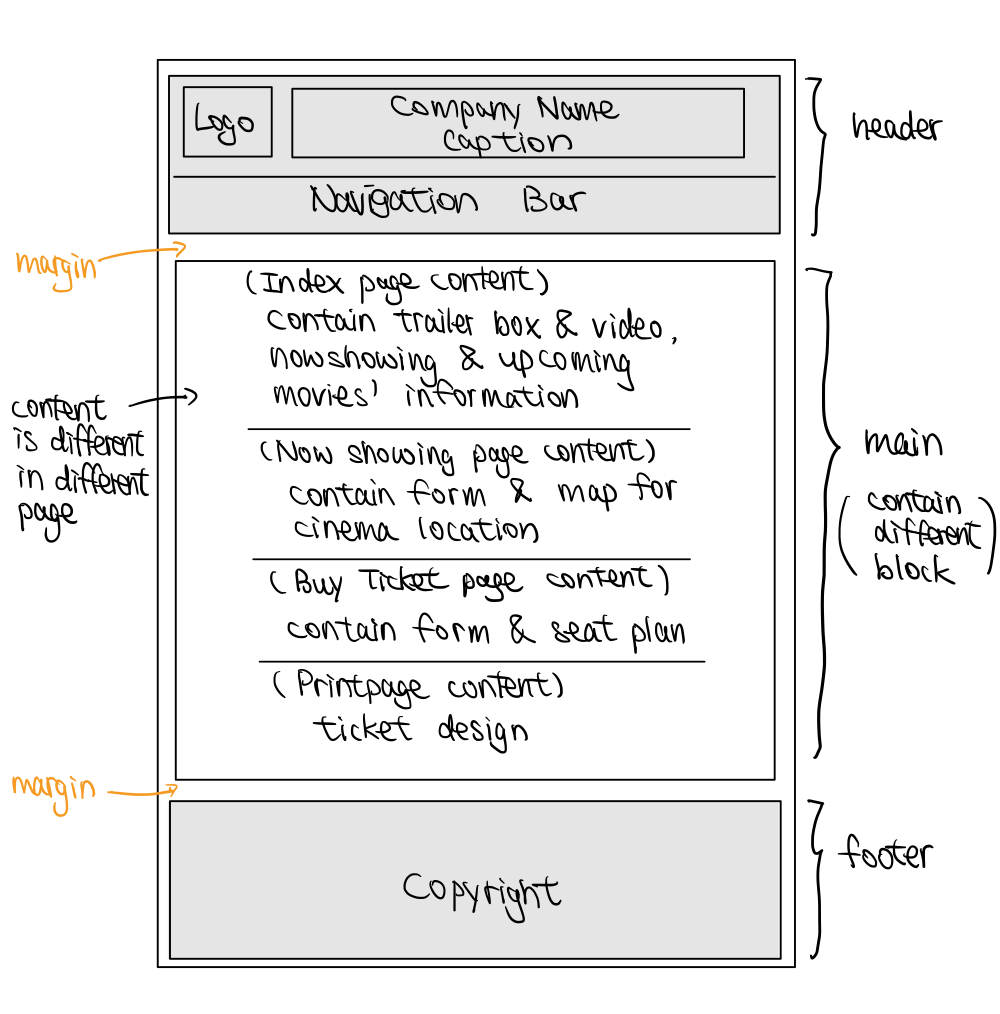 Logo
Company Name
Caption
Navigation Bar
header
margin
(Index page content)
contain trailer box & video,
nowshowing & upcoming
movies' information
content
is different
in different
page
(Now showing page content)
contain form & map for
cinema location
main
(contain
different
block)
(Buy Ticket page content)
contain form & seat plan
(Printpage content)
ticket design
margin
Copyright
footer